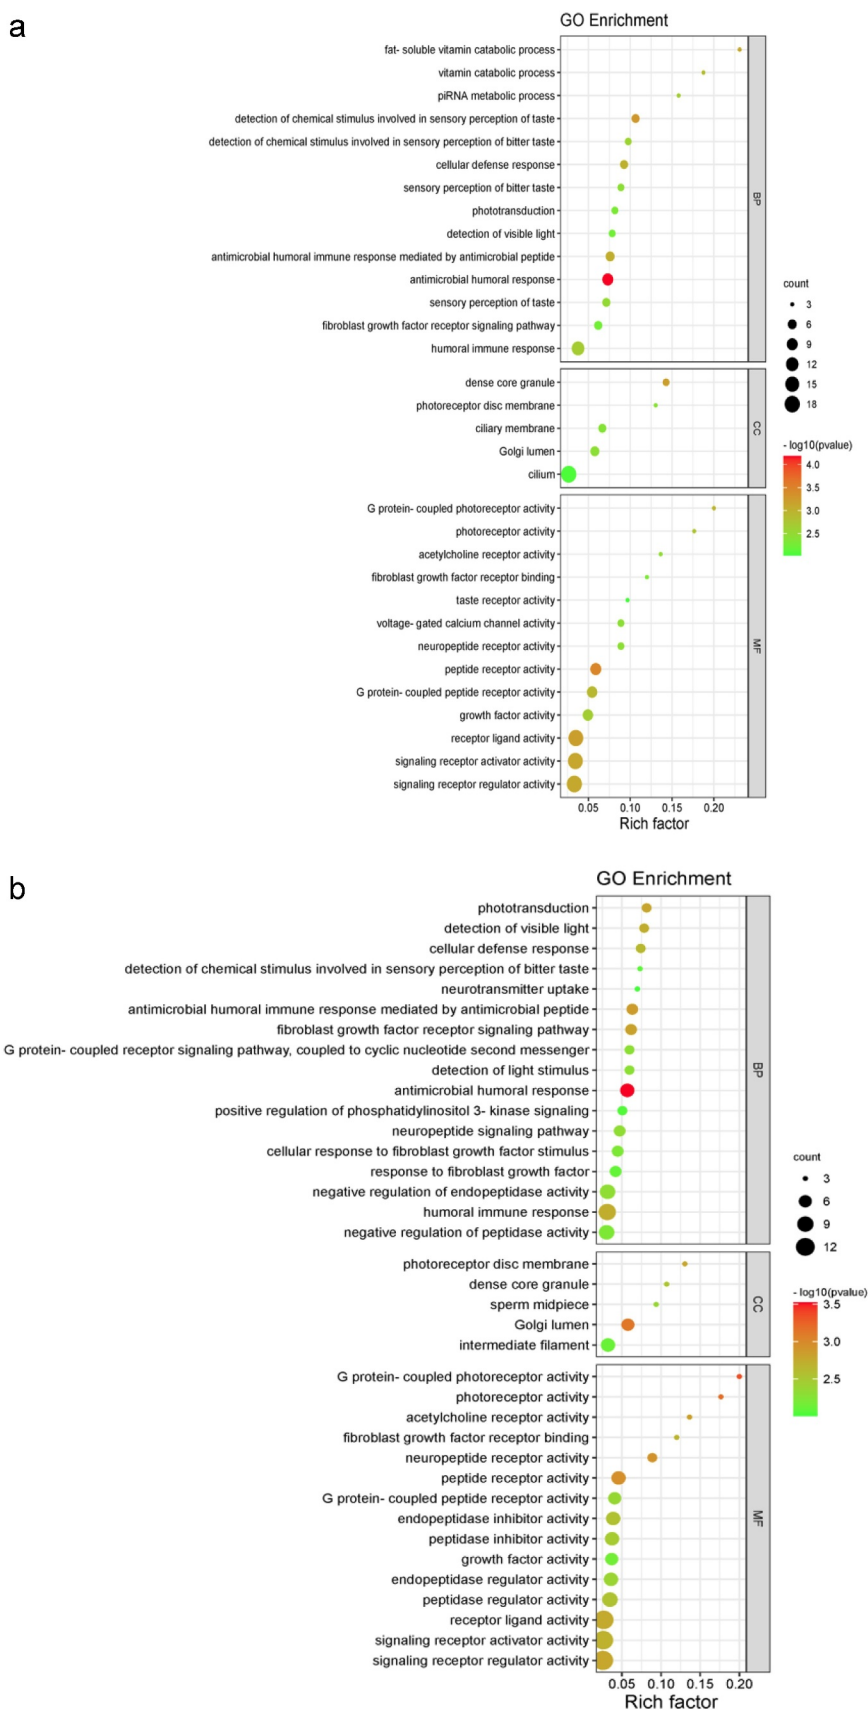 a
GO Enrichment
fat- soluble vitamin catabolic process
vitamin catabolic process
piRNA metabolic process
detection of chemical stimulus involved in sensory perception of taste
detection of chemical stimulus involved in sensory perception of bitter taste
cellular defense response
sensory perception of bitter taste
phototransduction
detection of visible light
antimicrobial humoral immune response mediated by antimicrobial peptide
antimicrobial humoral response
sensory perception of taste
fibroblast growth factor receptor signaling pathway
humoral immune response
BP
dense core granule
photoreceptor disc membrane
ciliary membrane
Golgi lumen
cilium
CC
G protein- coupled photoreceptor activity
photoreceptor activity
acetylcholine receptor activity
fibroblast growth factor receptor binding
taste receptor activity
voltage- gated calcium channel activity
neuropeptide receptor activity
peptide receptor activity
G protein- coupled peptide receptor activity
growth factor activity
receptor ligand activity
signaling receptor activator activity
signaling receptor regulator activity
MF
0.05 0.10 0.15 0.20
Rich factor
count
3
6
9
12
15
18
- log10(pvalue)
4.0
3.5
3.0
2.5
b
GO Enrichment
phototransduction
detection of visible light
cellular defense response
detection of chemical stimulus involved in sensory perception of bitter taste
neurotransmitter uptake
antimicrobial humoral immune response mediated by antimicrobial peptide
fibroblast growth factor receptor signaling pathway
G protein- coupled receptor signaling pathway, coupled to cyclic nucleotide second messenger
detection of light stimulus
antimicrobial humoral response
positive regulation of phosphatidylinositol 3- kinase signaling
neuropeptide signaling pathway
cellular response to fibroblast growth factor stimulus
response to fibroblast growth factor
negative regulation of endopeptidase activity
humoral immune response
negative regulation of peptidase activity
BP
photoreceptor disc membrane
dense core granule
sperm midpiece
Golgi lumen
intermediate filament
CC
G protein- coupled photoreceptor activity
photoreceptor activity
acetylcholine receptor activity
fibroblast growth factor receptor binding
neuropeptide receptor activity
peptide receptor activity
G protein- coupled peptide receptor activity
endopeptidase inhibitor activity
peptidase inhibitor activity
growth factor activity
endopeptidase regulator activity
peptidase regulator activity
receptor ligand activity
signaling receptor activator activity
signaling receptor regulator activity
MF
0.05 0.10 0.15 0.20
Rich factor
count
3
6
9
12
- log10(pvalue)
3.5
3.0
2.5